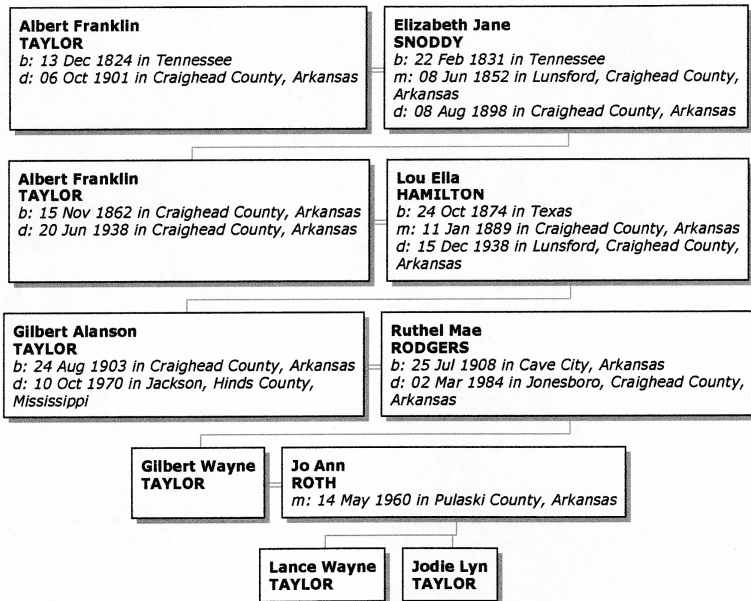 Albert Franklin
TAYLOR
b: 13 Dec 1824 in Tennessee
d: 06 Oct 1901 in Craighead County, Arkansas
Elizabeth Jane
SNODDY
b: 22 Feb 1831 in Tennessee
m: 08 Jun 1852 in Lunsford, Craighead County,
Arkansas
d: 08 Aug 1898 in Craighead County, Arkansas
Albert Franklin
TAYLOR
b: 15 Nov 1862 in Craighead County, Arkansas
d: 20 Jun 1938 in Craighead County, Arkansas
Lou Ella
HAMILTON
b: 24 Oct 1874 in Texas
m: 11 Jan 1889 in Craighead County, Arkansas
d: 15 Dec 1938 in Lunsford, Craighead County,
Arkansas
Gilbert Alanson
TAYLOR
b: 24 Aug 1903 in Craighead County, Arkansas
d: 10 Oct 1970 in Jackson, Hinds County,
Mississippi
Ruthel Mae
RODGERS
b: 25 Jul 1908 in Cave City, Arkansas
d: 02 Mar 1984 in Jonesboro, Craighead County,
Arkansas
Gilbert Wayne
TAYLOR
Jo Ann
ROTH
m: 14 May 1960 in Pulaski County, Arkansas
Lance Wayne
TAYLOR
Jodie Lyn
TAYLOR